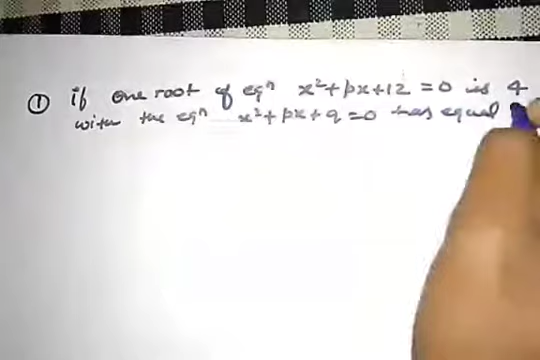 ① if one root of eqⁿ x²+px+12 =0 is 4
with the eqⁿ x²+px+q=0 has equal